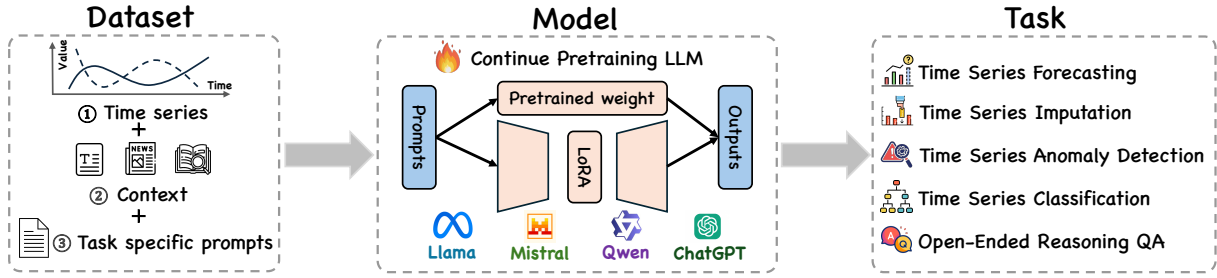 Dataset
Value
Time
① Time series
+
T
NEWS
② Context
+
③ Task specific prompts
Model
Continue Pretraining LLM
Prompts
Pretrained weight
LoRA
Outputs
Llama
Mistral
Qwen
ChatGPT
Task
?
Time Series Forecasting
Time Series Imputation
Time Series Anomaly Detection
Time Series Classification
A
Q
Open-Ended Reasoning QA